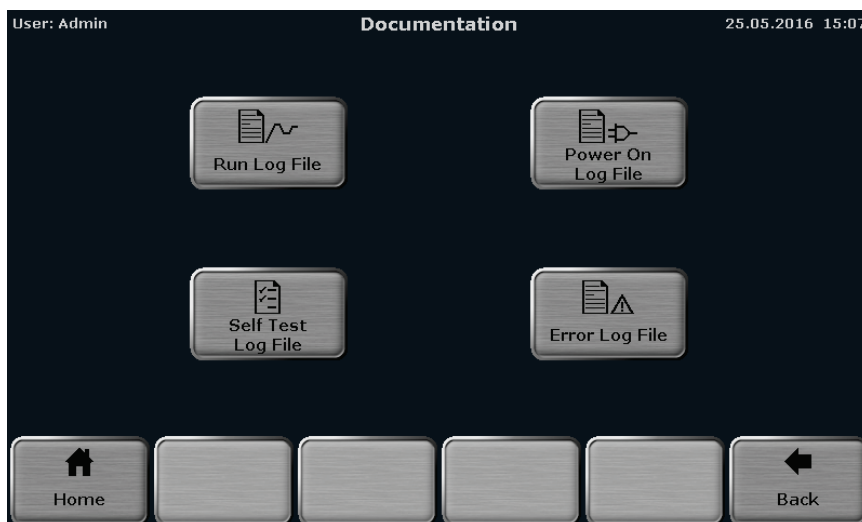 User: Admin
Documentation
25.05.2016 15:07
Run Log File
Power On
Log File
Self Test
Log File
Error Log File
Home
Back